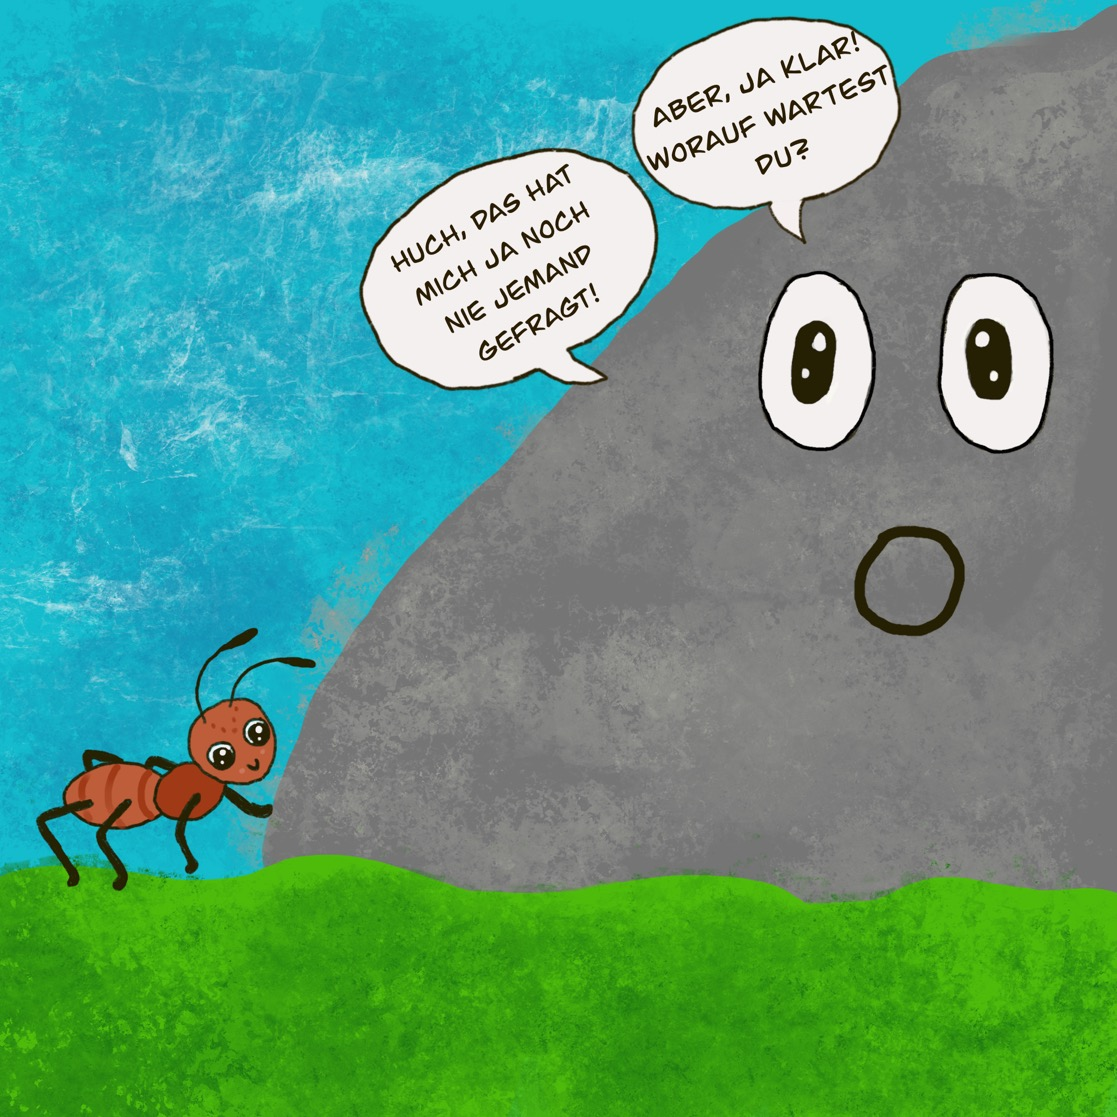 HUCH, DAS HAT
MICH JA NOCH
NIE JEMAND
GEFRAGT!
ABER, JA KLAR!
WORAUF WARTEST
DU?